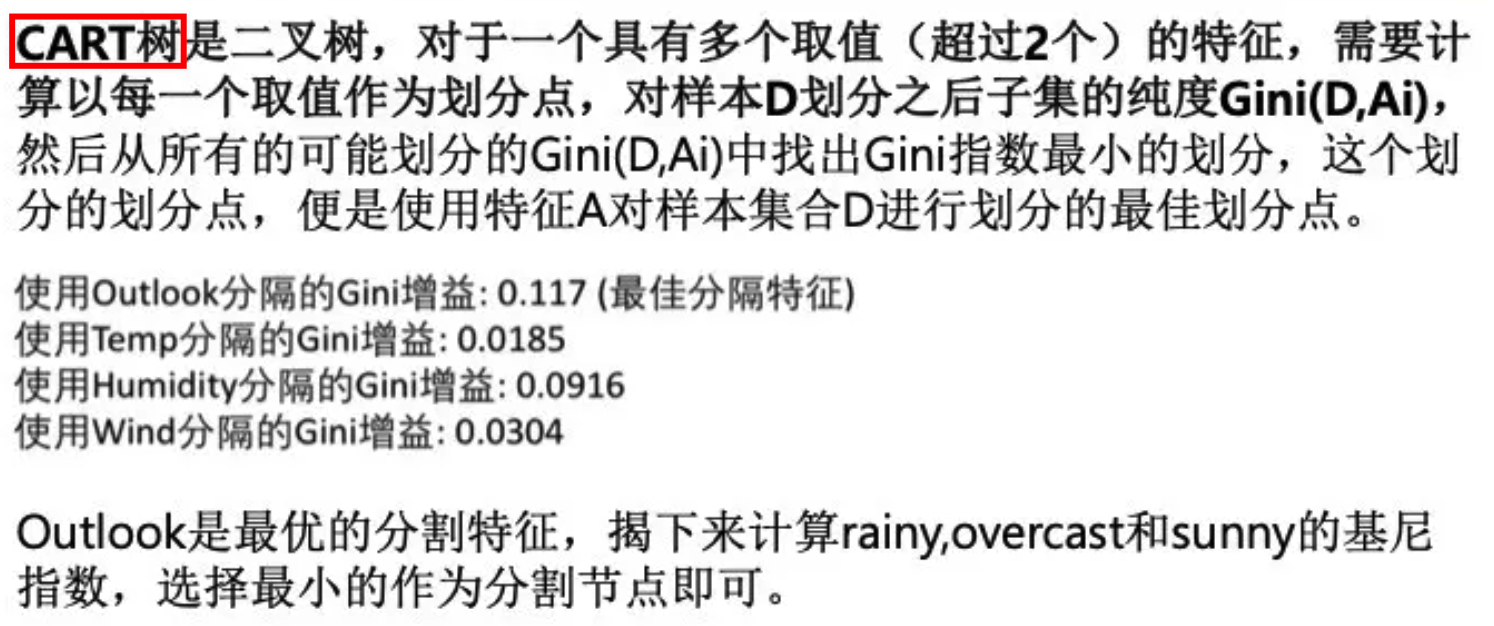 CART树是二叉树，对于一个具有多个取值（超过2个）的特征，需要计
算以每一个取值作为划分点，对样本D划分之后子集的纯度Gini(D,Ai)，
然后从所有的可能划分的Gini(D,Ai)中找出Gini指数最小的划分，这个划
分的划分点，便是使用特征A对样本集合D进行划分的最佳划分点。
使用Outlook分隔的Gini增益: 0.117 (最佳分隔特征)
使用Temp分隔的Gini增益: 0.0185
使用Humidity分隔的Gini增益: 0.0916
使用Wind分隔的Gini增益: 0.0304
Outlook是最优的分割特征，揭下来计算rainy,overcast和sunny的基尼
指数，选择最小的作为分割节点即可。